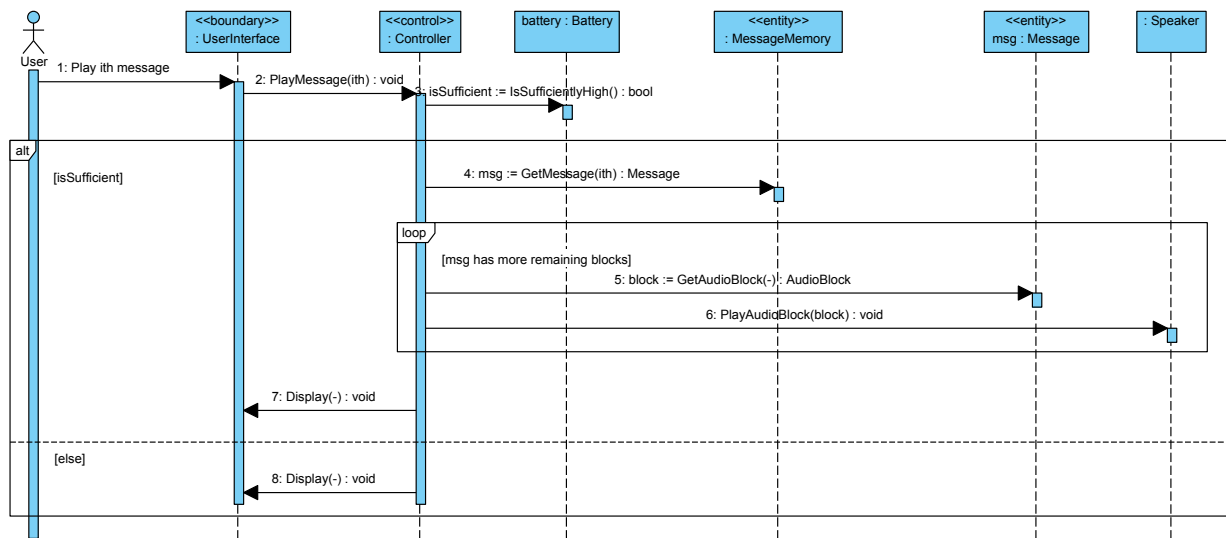 <<boundary>>
: UserInterface
<<control>>
: Controller
battery : Battery
<<entity>>
: MessageMemory
<<entity>>
msg : Message
: Speaker
User
1: Play ith message
2: PlayMessage(ith) : void
3: isSufficient := IsSufficientlyHigh() : bool
alt
[isSufficient]
4: msg := GetMessage(ith) : Message
loop
[msg has more remaining blocks]
5: block := GetAudioBlock(-) : AudioBlock
6: PlayAudioBlock(block) : void
7: Display(-) : void
[else]
8: Display(-) : void